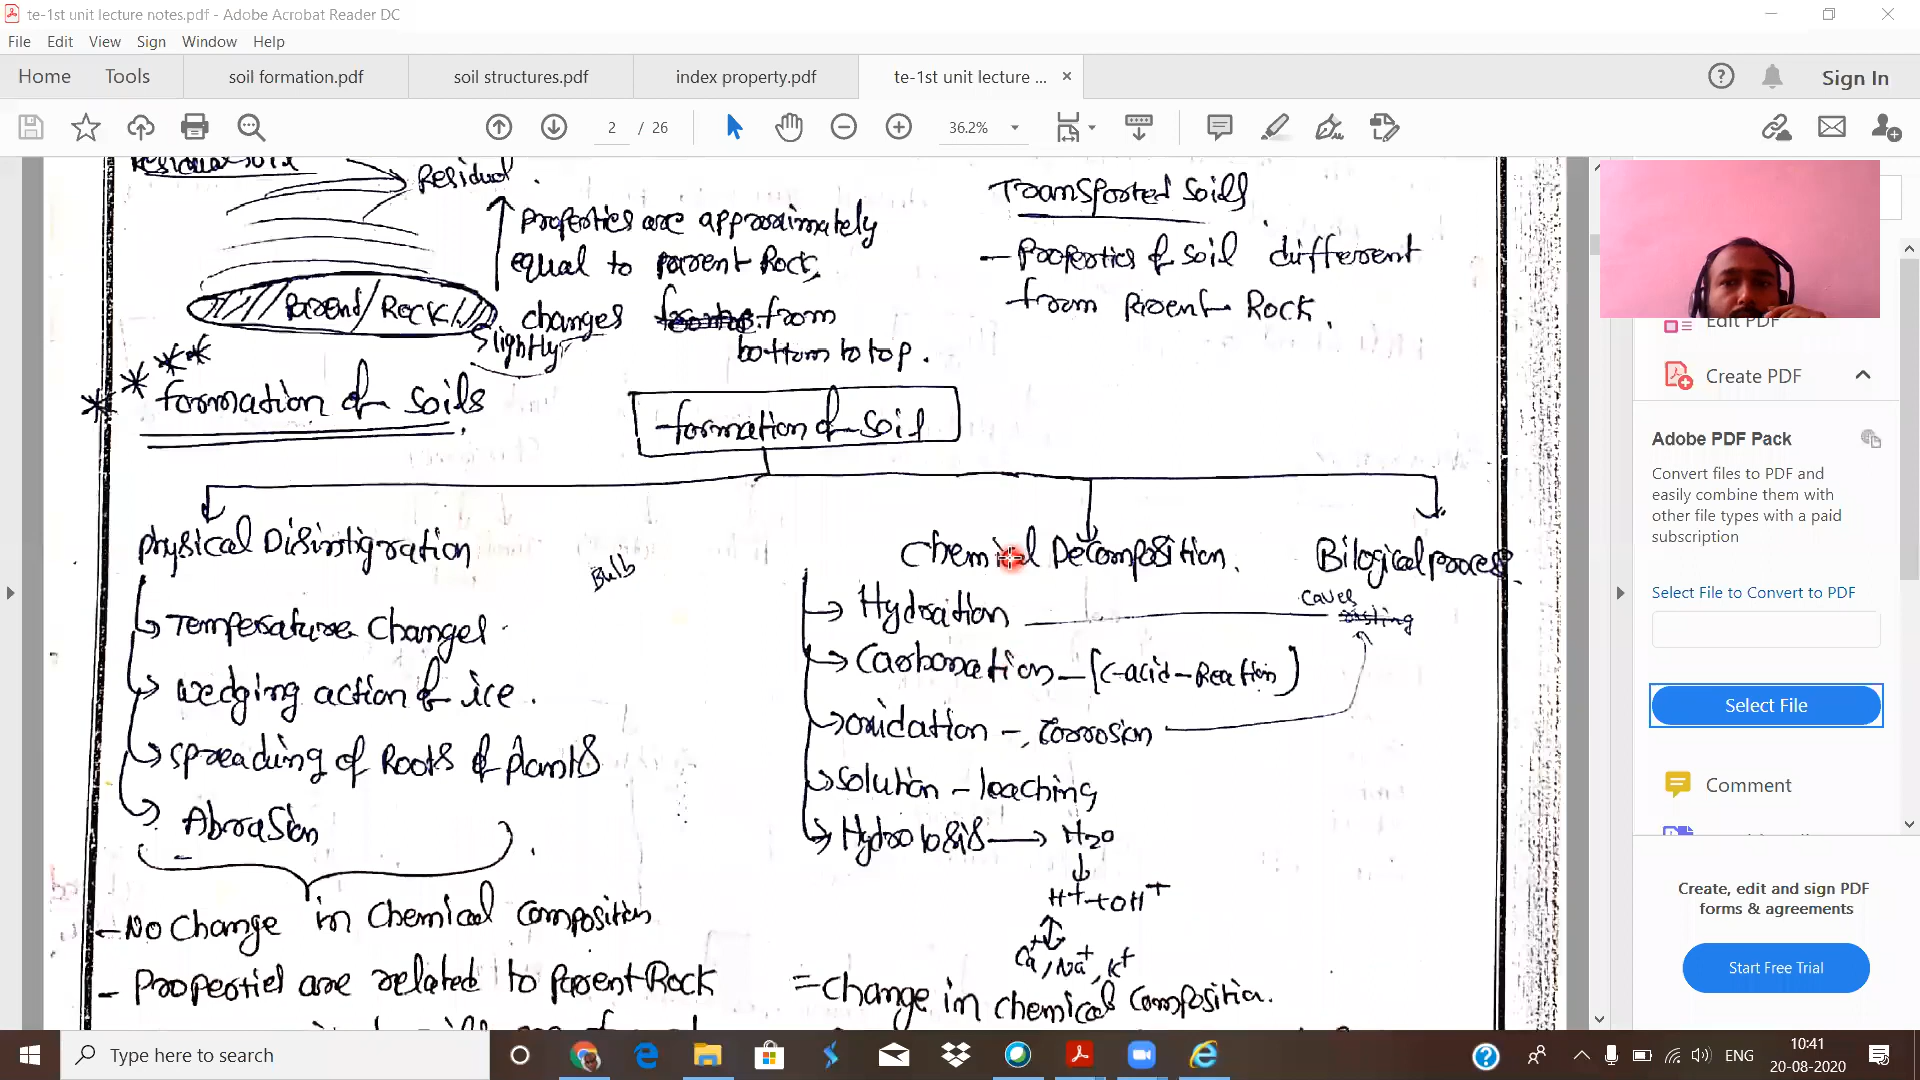 te-1st unit lecture notes.pdf - Adobe Acrobat Reader DC
File Edit View Sign Window Help
Home Tools soil formation.pdf soil structures.pdf index property.pdf te-1st unit lecture ... × Sign In
2 / 26 36.2%
Residual.
Properties are approximately
equal to parent Rock,
changes from
Slightly
bottom to top.
Parent Rock
Transported Soils
- Properties of soil different
from parent Rock.
formation of soils
formation of soil
Physical Disintigration
Chemical Decomposition.
Bilogical process.
Bulb
Temperature Changes
wedging action of ice.
Spreading of Roots of plants
Abrasion
Hydration
caves
Carbonation - (C-acid-Reaction)
oxidation - corrosion
solution - leaching
Hydrolosis → H2O
H+ + OH+
Ca+, Na+, K+
- No Change in Chemical Composition
- Properties are related to Parent Rock
= change in chemical composition.
Edit PDF
Create PDF
Adobe PDF Pack
Convert files to PDF and
easily combine them with
other file types with a paid
subscription
Select File to Convert to PDF
Select File
Comment
Create, edit and sign PDF
forms & agreements
Start Free Trial
Type here to search
ENG
10:41
20-08-2020